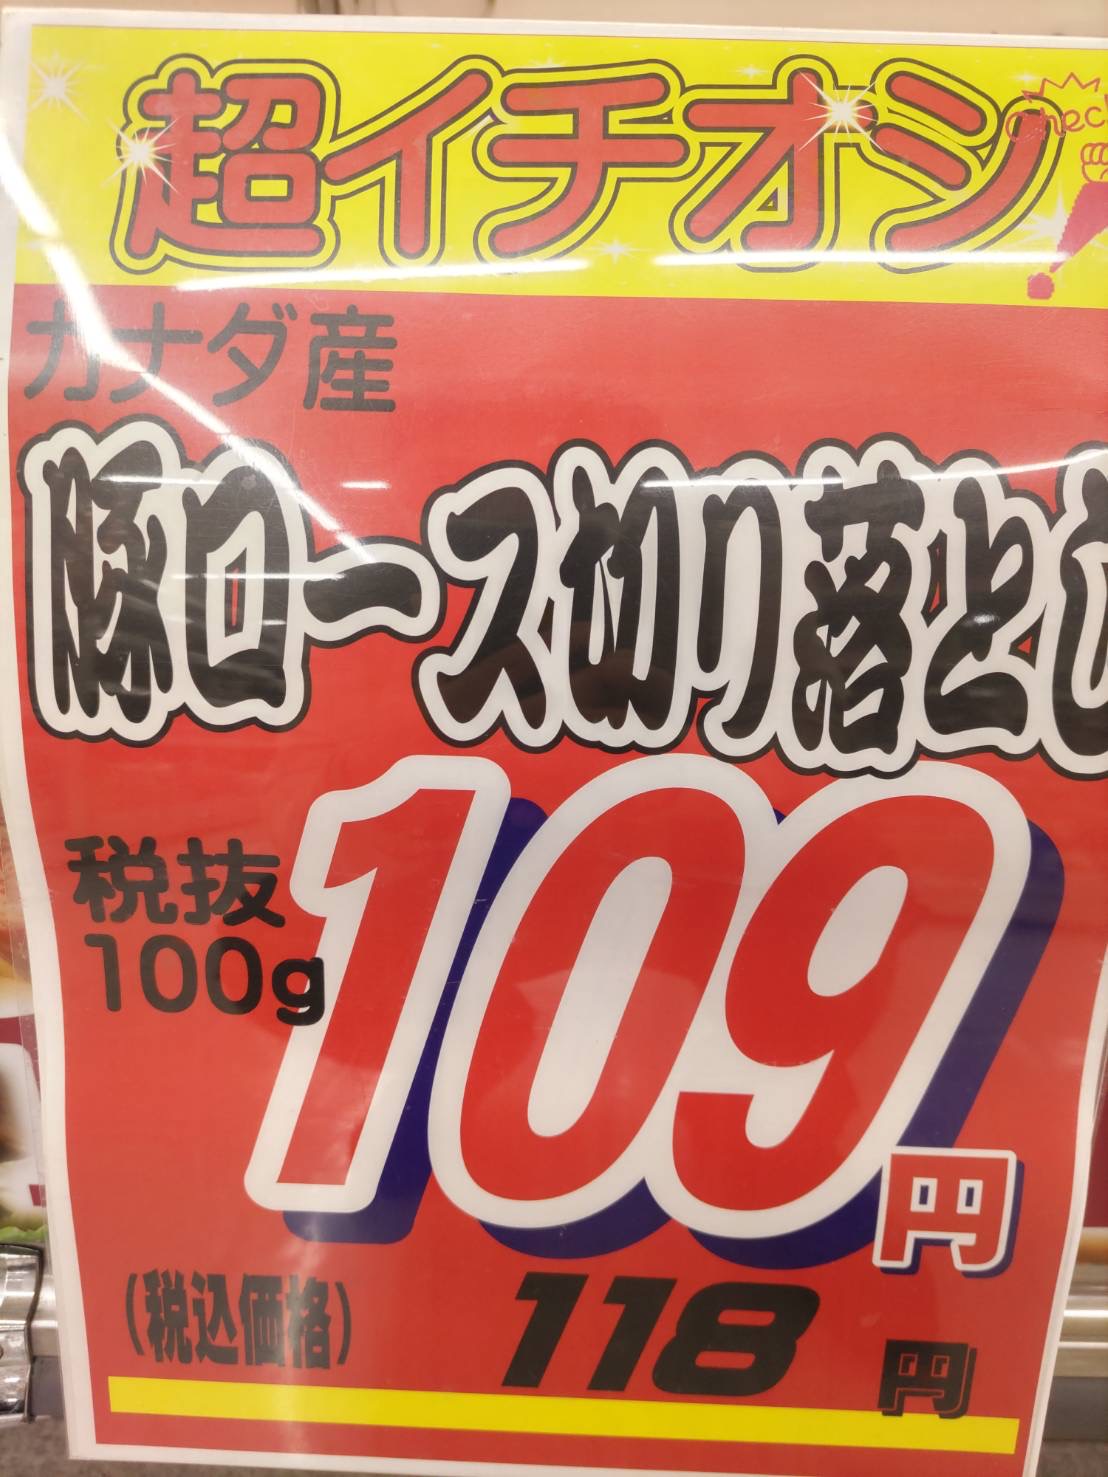 超イチオシ
Check
カナダ産
豚ロース切り落とし
税抜
100g
109円
(税込価格) 118円